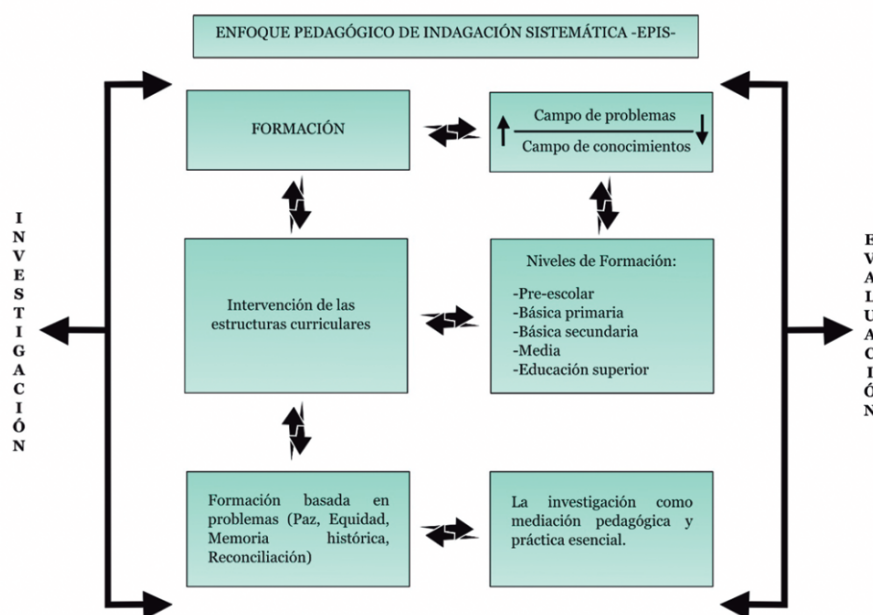 ENFOQUE PEDAGÓGICO DE INDAGACIÓN SISTEMÁTICA -EPIS-
FORMACIÓN
Campo de problemas
Campo de conocimientos
INVESTIGACIÓN
Intervención de las
estructuras curriculares
Niveles de Formación:
-Pre-escolar
-Básica primaria
-Básica secundaria
-Media
-Educación superior
EVALUACIÓN
Formación basada en
problemas (Paz, Equidad,
Memoria histórica,
Reconciliación)
La investigación como
mediación pedagógica y
práctica esencial.